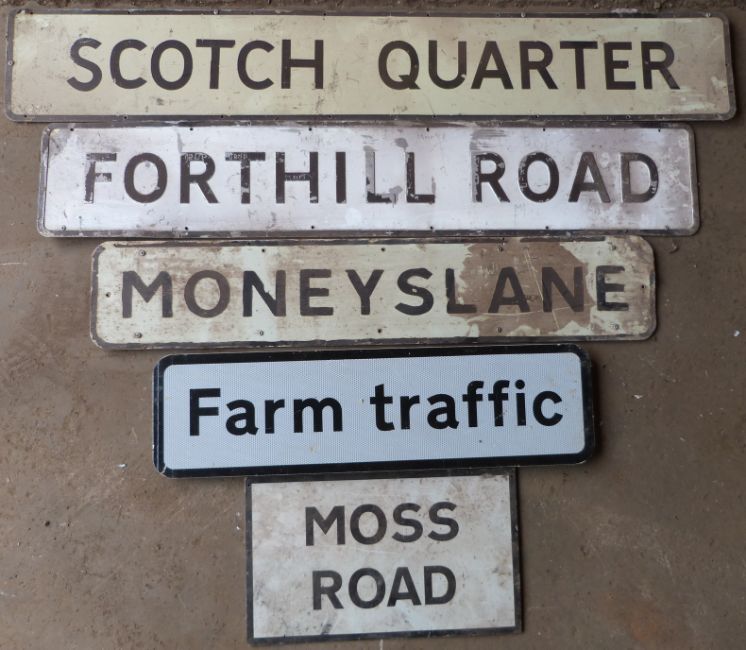 SCOTCH QUARTER
FORTHILL ROAD
MONEYSLANE
Farm traffic
MOSS
ROAD